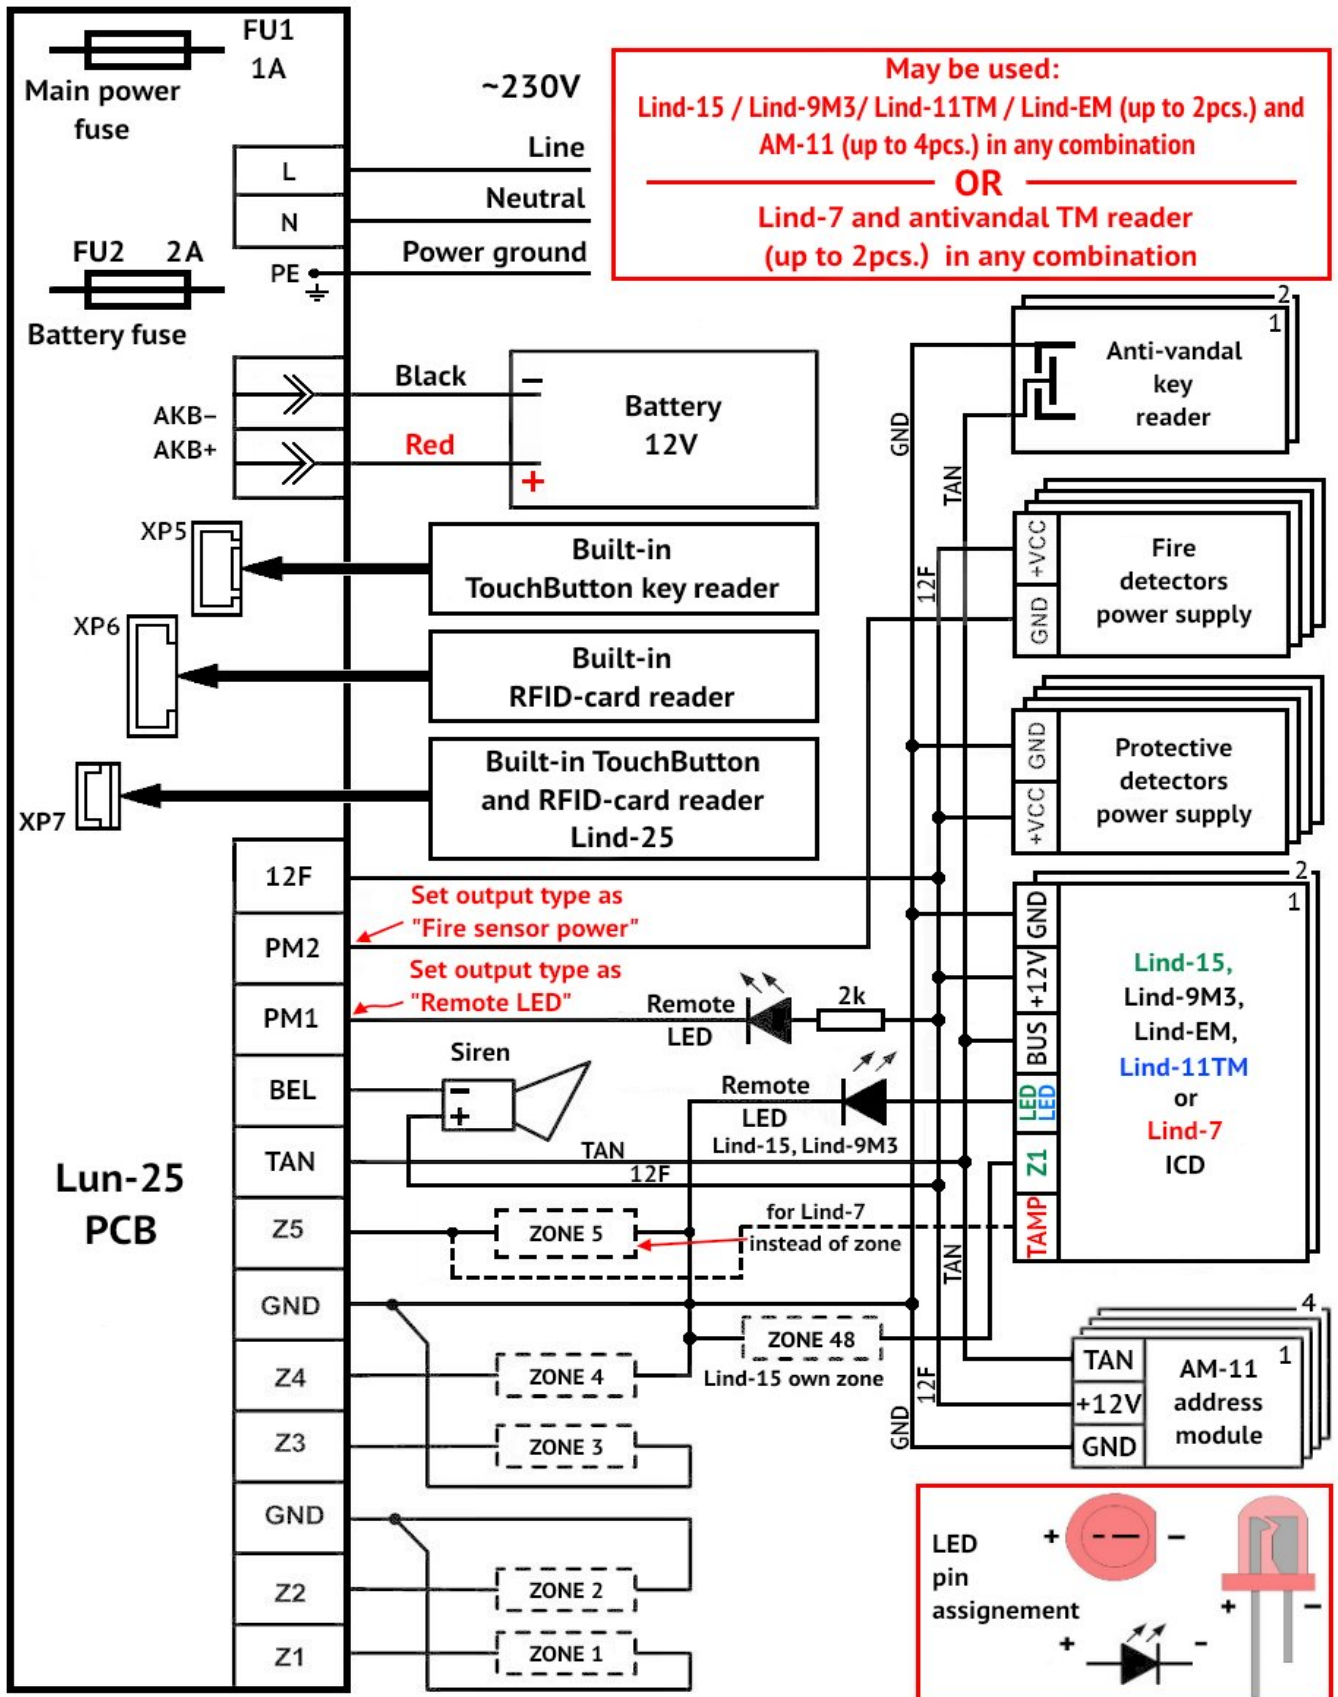 FU1
1A
Main power
fuse
~230V
Line
L
Neutral
N
Power ground
PE
FU2 2A
Battery fuse
May be used:
Lind-15 / Lind-9M3/ Lind-11TM / Lind-EM (up to 2pcs.) and
AM-11 (up to 4pcs.) in any combination
OR
Lind-7 and antivandal TM reader
(up to 2pcs.) in any combination
Black
AKB–
AKB+
Red
–
Battery
12V
+
XP5
Built-in
TouchButton key reader
XP6
Built-in
RFID-card reader
XP7
Built-in TouchButton
and RFID-card reader
Lind-25
2
1
Anti-vandal
key
reader
GND
TAN
12F
+VCC
GND
Fire
detectors
power supply
GND
+VCC
Protective
detectors
power supply
12F
Set output type as
"Fire sensor power"
PM2
Set output type as
"Remote LED"
PM1
Remote
LED
2k
Siren
BEL
–
+
Remote
LED
Lind-15, Lind-9M3
TAN
TAN
12F
2
1
GND
+12V
BUS
LED
LED
Z1
TAMP
Lind-15,
Lind-9M3,
Lind-EM,
Lind-11TM
or
Lind-7
ICD
Lun-25
PCB
Z5
ZONE 5
for Lind-7
instead of zone
TAN
GND
ZONE 48
Lind-15 own zone
Z4
ZONE 4
12F
GND
Z3
ZONE 3
4
1
TAN
+12V
GND
AM-11
address
module
GND
Z2
ZONE 2
Z1
ZONE 1
LED
pin
assignement
+ –
+ –
+ –